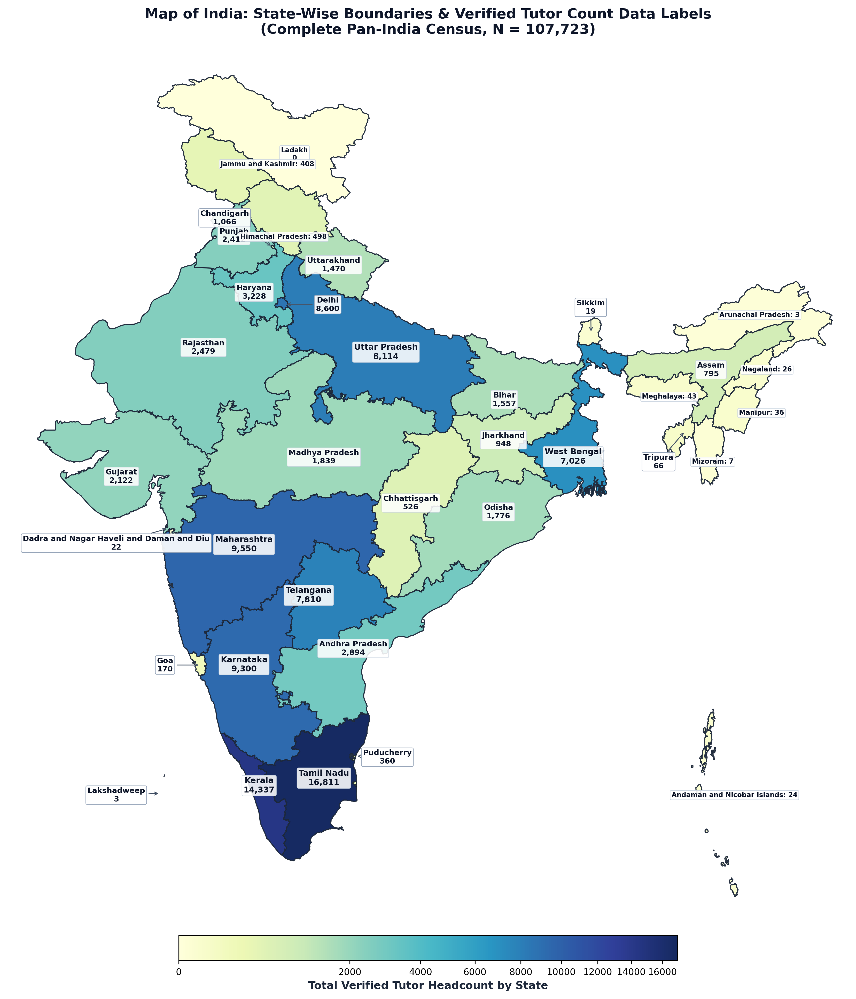 Map of India: State-Wise Boundaries & Verified Tutor Count Data Labels
(Complete Pan-India Census, N = 107,723)
Ladakh
0
Jammu and Kashmir: 408
Chandigarh
1,066
Punjab
Himachal Pradesh: 498
Uttarakhand
1,470
Haryana
3,228
Delhi
8,600
Sikkim
19
Arunachal Pradesh: 3
Rajasthan
2,479
Uttar Pradesh
8,114
Assam
795
Nagaland: 26
Bihar
1,557
Meghalaya: 43
Manipur: 36
Jharkhand
948
Madhya Pradesh
1,839
West Bengal
7,026
Tripura
66
Mizoram: 7
Gujarat
2,122
Chhattisgarh
526
Odisha
1,776
Dadra and Nagar Haveli and Daman and Diu
22
Maharashtra
9,550
Telangana
7,810
Andhra Pradesh
2,894
Goa
170
Karnataka
9,300
Puducherry
360
Tamil Nadu
16,811
Kerala
14,337
Lakshadweep
3
Andaman and Nicobar Islands: 24
0 2000 4000 6000 8000 10000 12000 14000 16000
Total Verified Tutor Headcount by State